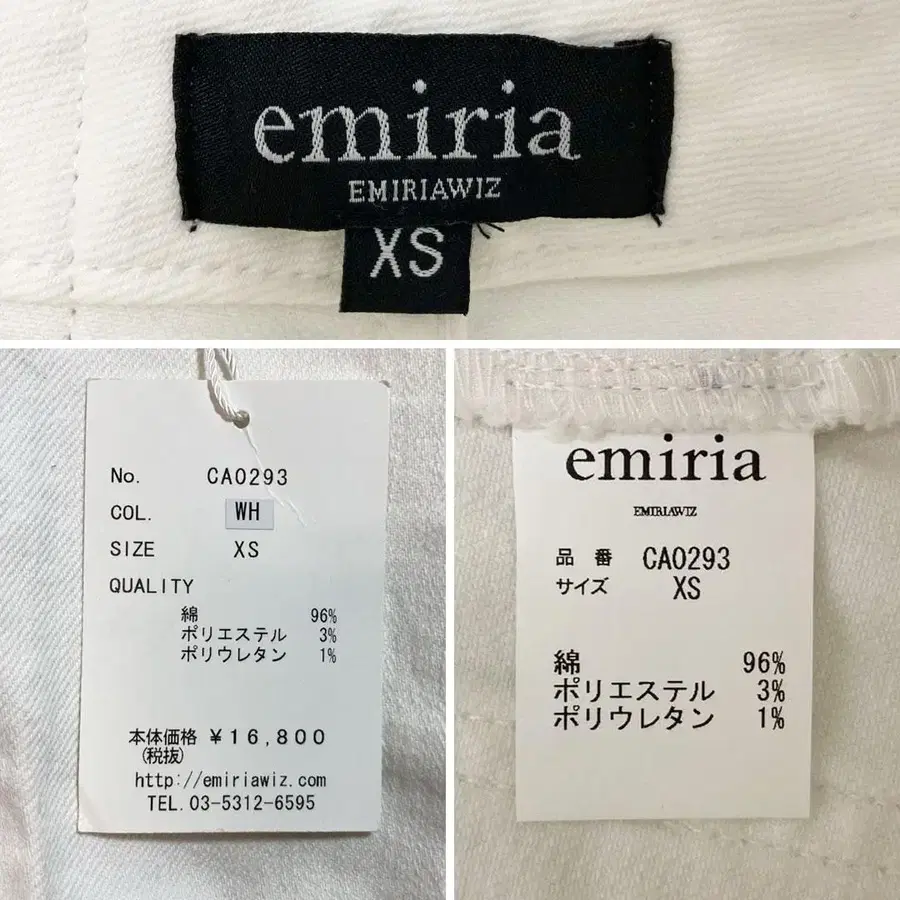 emiria
EMIRIAWIZ
XS
No. CA0293
COL. WH
SIZE XS
QUALITY
綿 96%
ポリエステル 3%
ポリウレタン 1%
本体価格 ¥16,800
(税抜)
http://emiriawiz.com
TEL. 03-5312-6595
emiria
EMIRIAWIZ
品番 CA0293
サイズ XS
綿 96%
ポリエステル 3%
ポリウレタン 1%